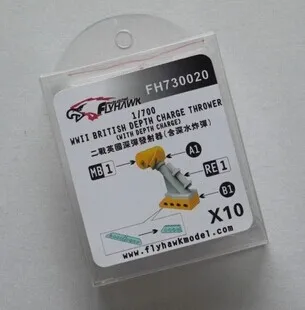 FLYHAWK
FH730020
1/700
WWII BRITISH DEPTH CHARGE THROWER
(WITH DEPTH CHARGE)
二戰英國深彈發射器(含深水炸彈)
A1
MB 1
RE 1
B1
X10
www.flyhawkmodel.com